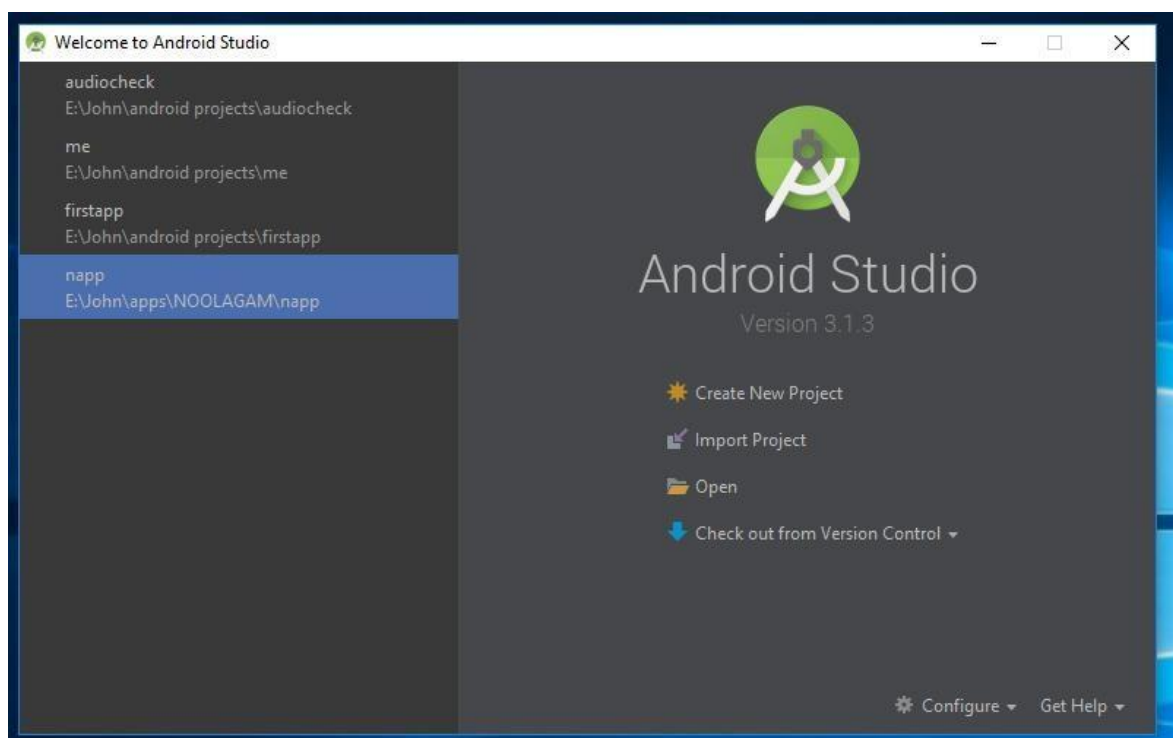 Welcome to Android Studio
audiocheck
E:\John\android projects\audiocheck
me
E:\John\android projects\me
firstapp
E:\John\android projects\firstapp
napp
E:\John\apps\NOOLAGAM\napp
Android Studio
Version 3.1.3
Create New Project
Import Project
Open
Check out from Version Control
Configure
Get Help